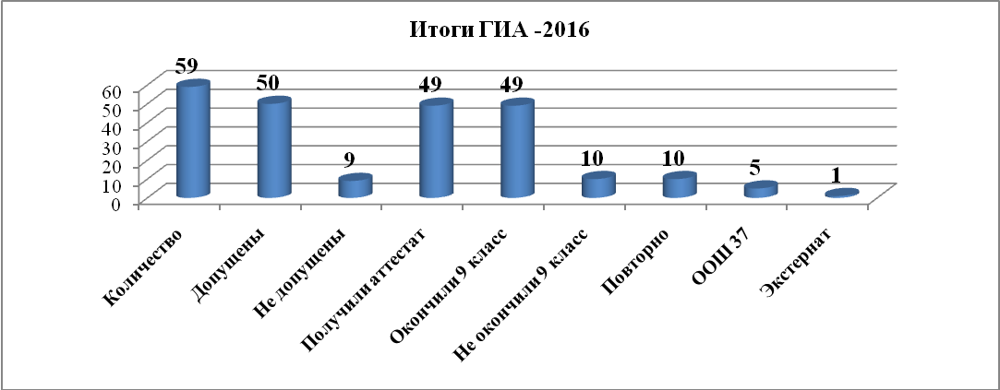 Итоги ГИА -2016
59
50
9
49
49
10
10
5
1
60
50
40
30
20
10
0
Количество
Допущены
Не допущены
Получили аттестат
Окончили 9 класс
Не окончили 9 класс
Повторно
ООШ 37
Экстернат